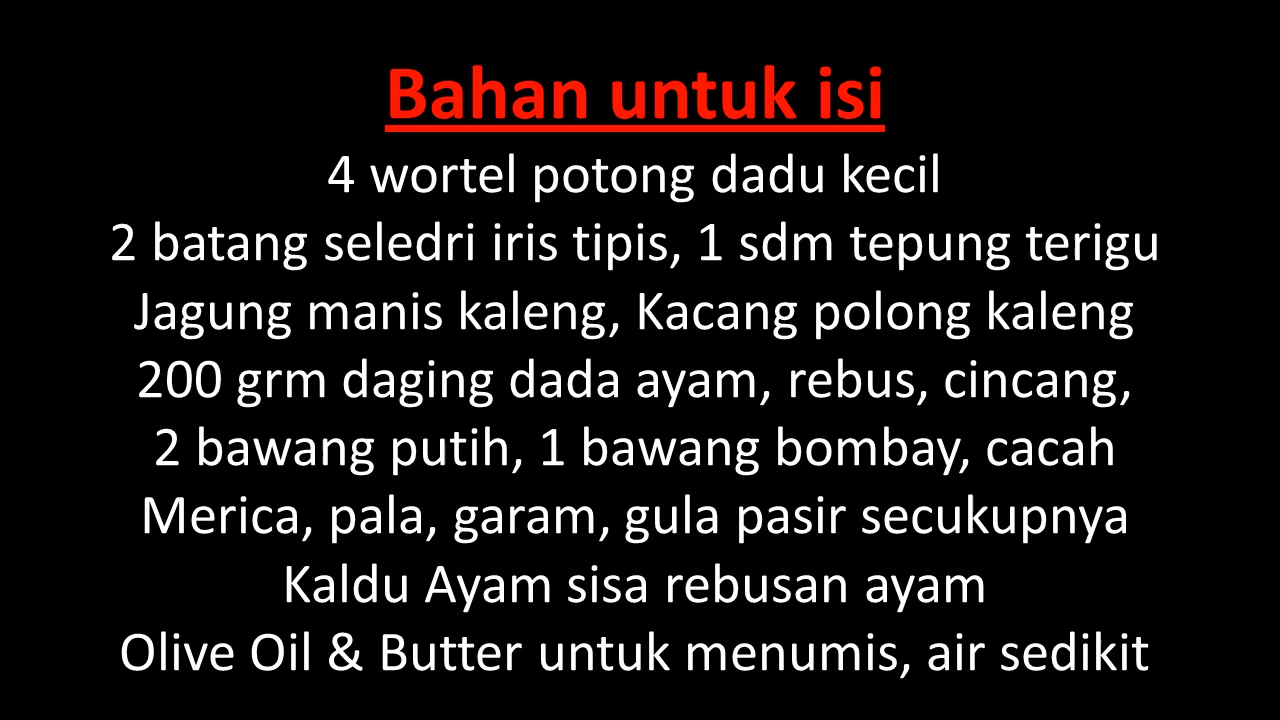 Bahan untuk isi
4 wortel potong dadu kecil
2 batang seledri iris tipis, 1 sdm tepung terigu
Jagung manis kaleng, Kacang polong kaleng
200 grm daging dada ayam, rebus, cincang,
2 bawang putih, 1 bawang bombay, cacah
Merica, pala, garam, gula pasir secukupnya
Kaldu Ayam sisa rebusan ayam
Olive Oil & Butter untuk menumis, air sedikit